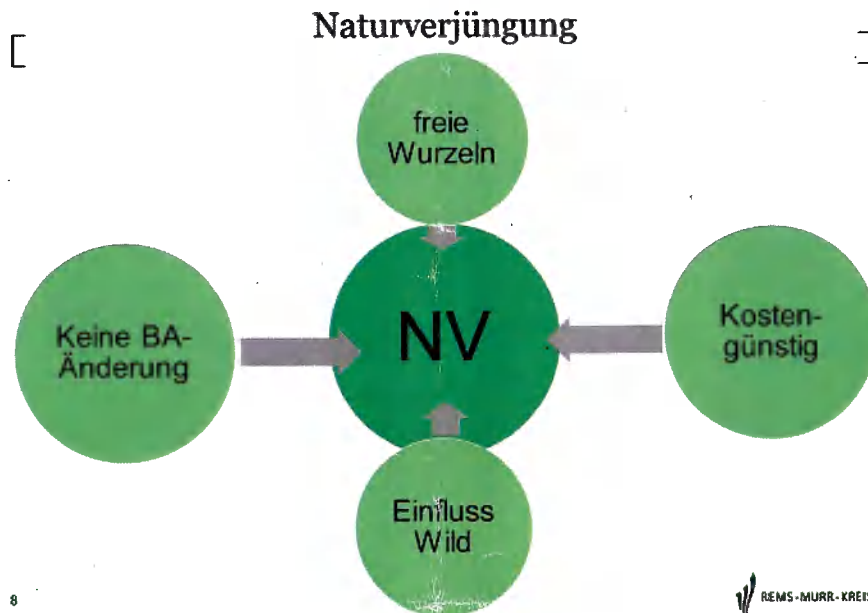 Naturverjüngung
freie
Wurzeln
Keine BA-
Änderung
NV
Kosten-
günstig
Einfluss
Wild
8
REMS-MURR-KREIS